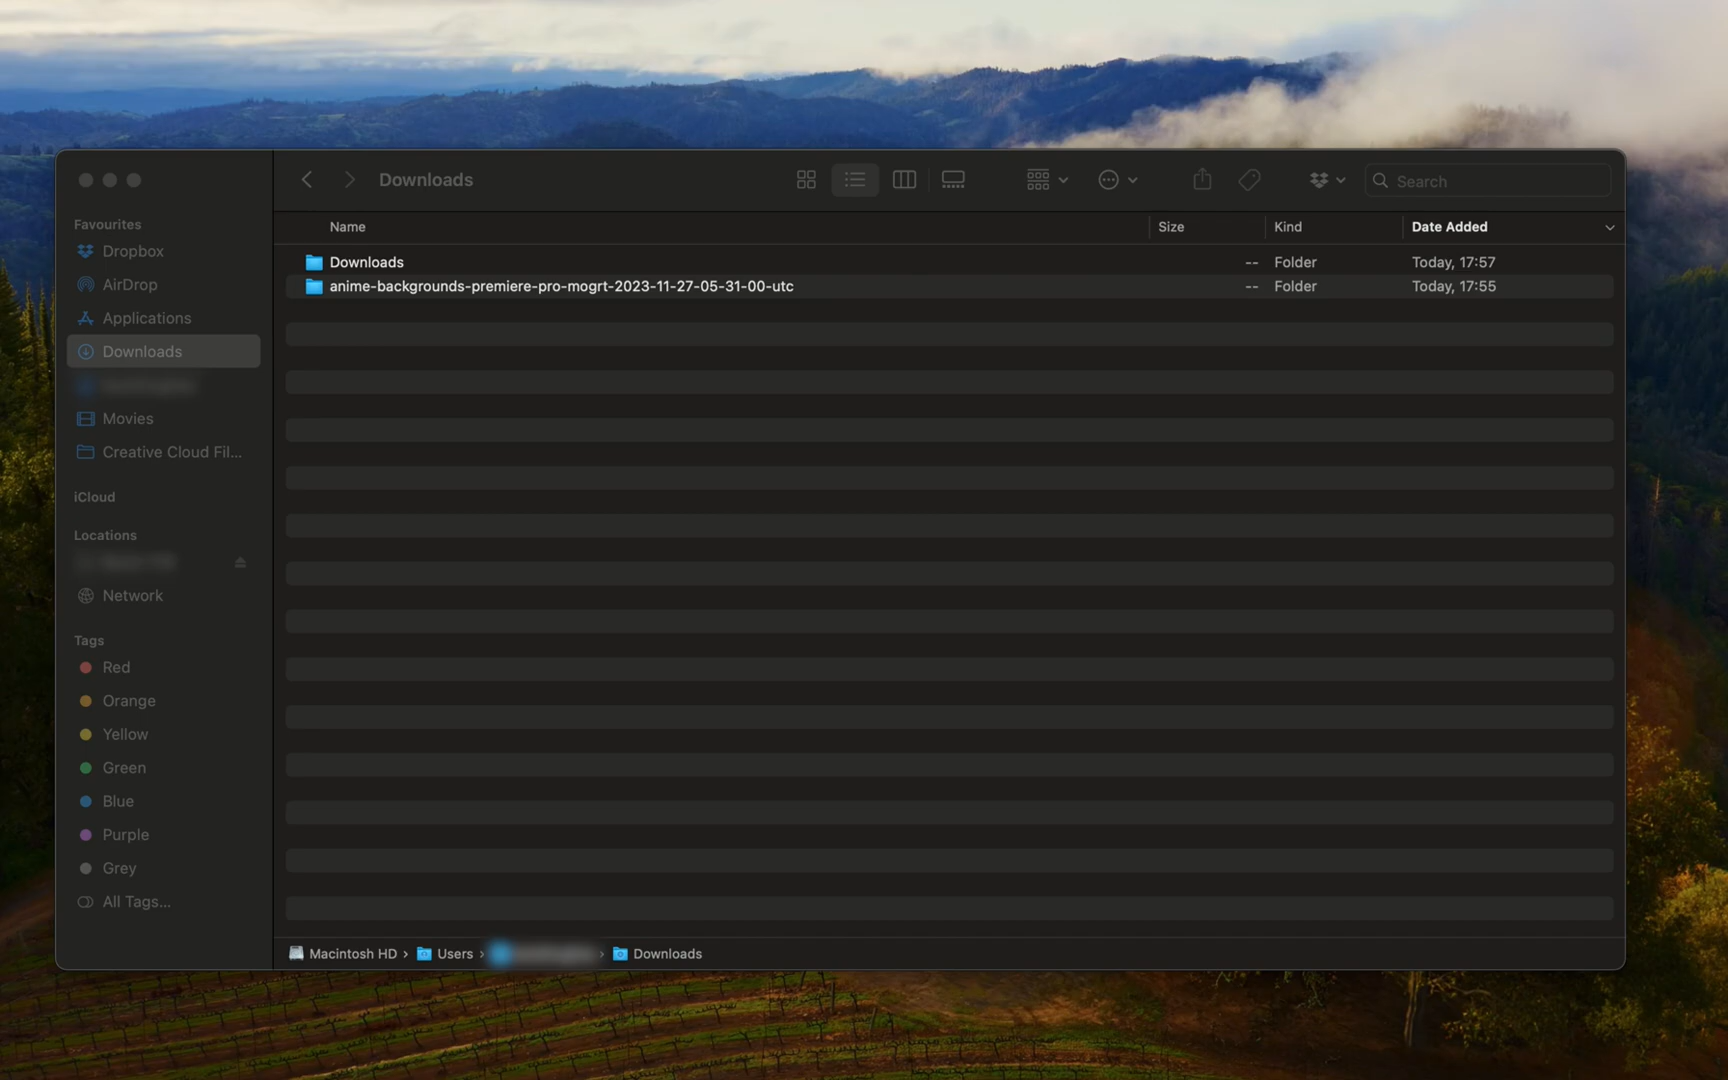 Downloads
Search
Favourites
Dropbox
AirDrop
Applications
Downloads
Movies
Creative Cloud Fil...
iCloud
Locations
Network
Tags
Red
Orange
Yellow
Green
Blue
Purple
Grey
All Tags...
Name Size Kind Date Added
Downloads -- Folder Today, 17:57
anime-backgrounds-premiere-pro-mogrt-2023-11-27-05-31-00-utc -- Folder Today, 17:55
Macintosh HD › Users › › Downloads